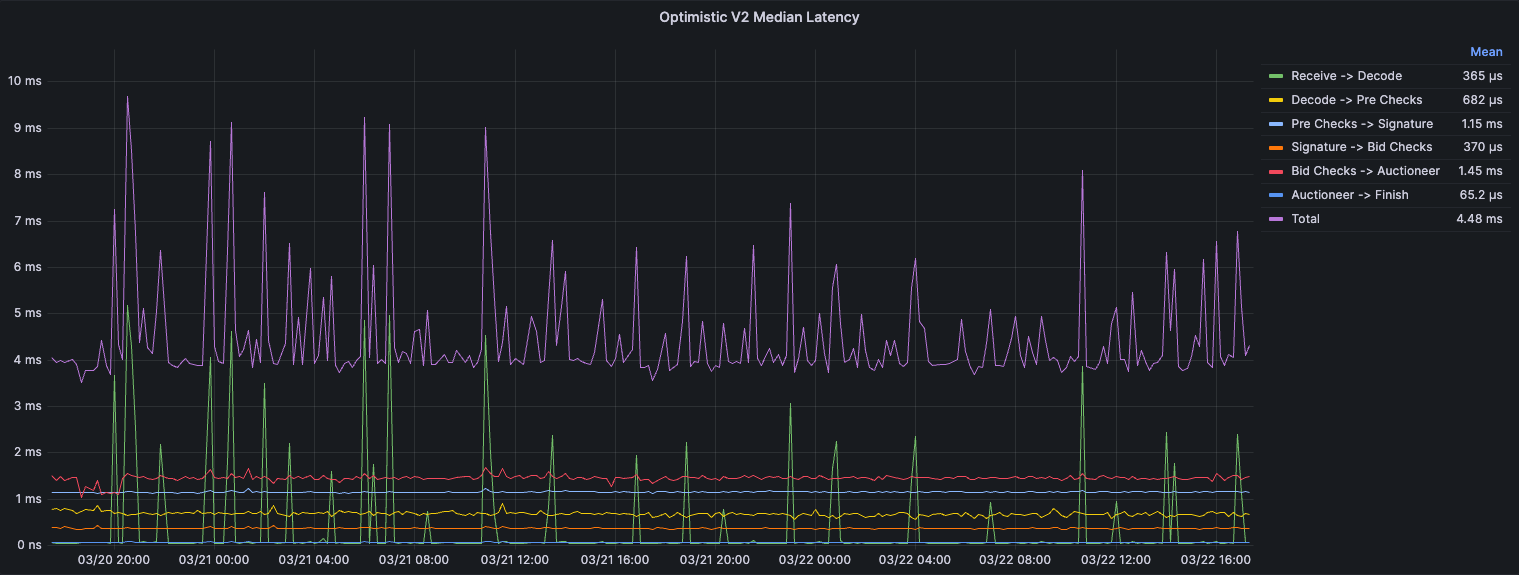 Optimistic V2 Median Latency
Mean
Receive -> Decode 365 µs
Decode -> Pre Checks 682 µs
Pre Checks -> Signature 1.15 ms
Signature -> Bid Checks 370 µs
Bid Checks -> Auctioneer 1.45 ms
Auctioneer -> Finish 65.2 µs
Total 4.48 ms
10 ms
9 ms
8 ms
7 ms
6 ms
5 ms
4 ms
3 ms
2 ms
1 ms
0 ns
03/20 20:00 03/21 00:00 03/21 04:00 03/21 08:00 03/21 12:00 03/21 16:00 03/21 20:00 03/22 00:00 03/22 04:00 03/22 08:00 03/22 12:00 03/22 16:00